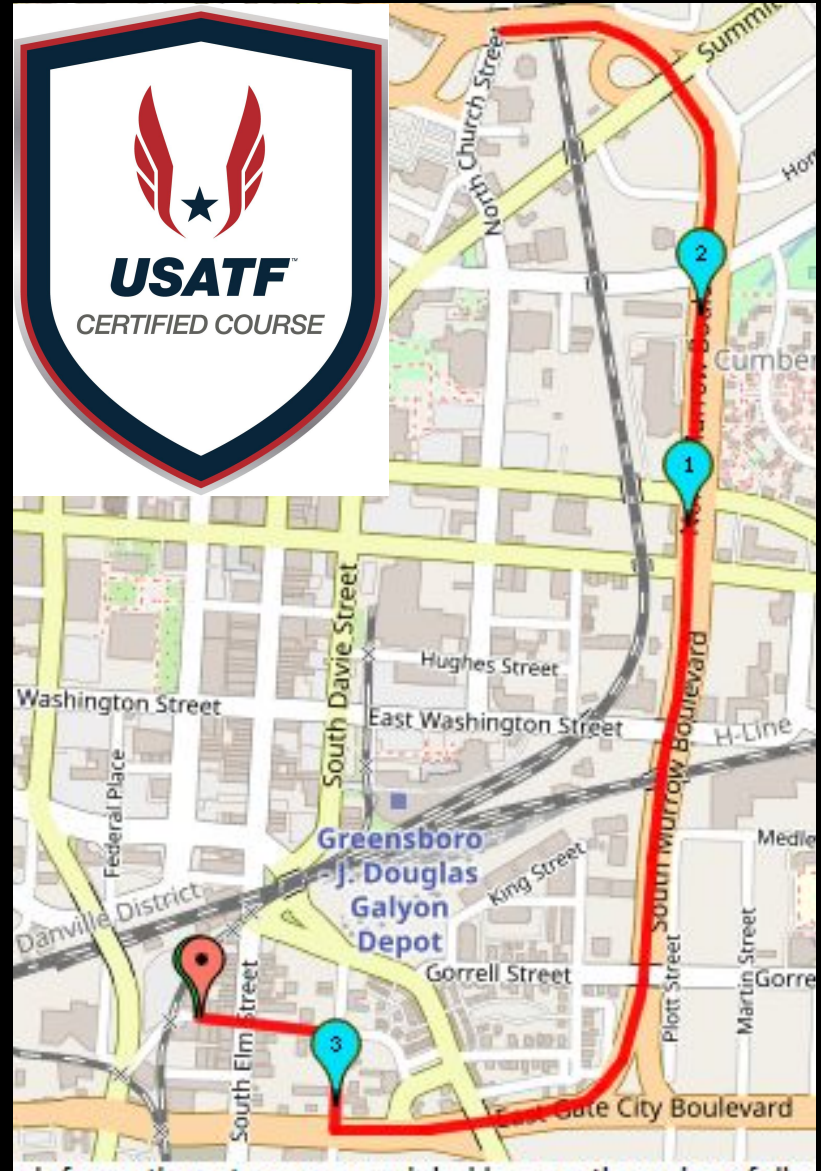 USATF™
CERTIFIED COURSE
Summit
North Church Street
2
Cumber
1
South Davie Street
Hughes Street
Washington Street
East Washington Street
H-Line
South Murrow Boulevard
Federal Place
Greensboro
- J. Douglas
Galyon
Depot
King Street
Medle
Danville District
Gorrell Street
Gorre
Plott Street
Martin Street
South Elm Street
3
East Gate City Boulevard